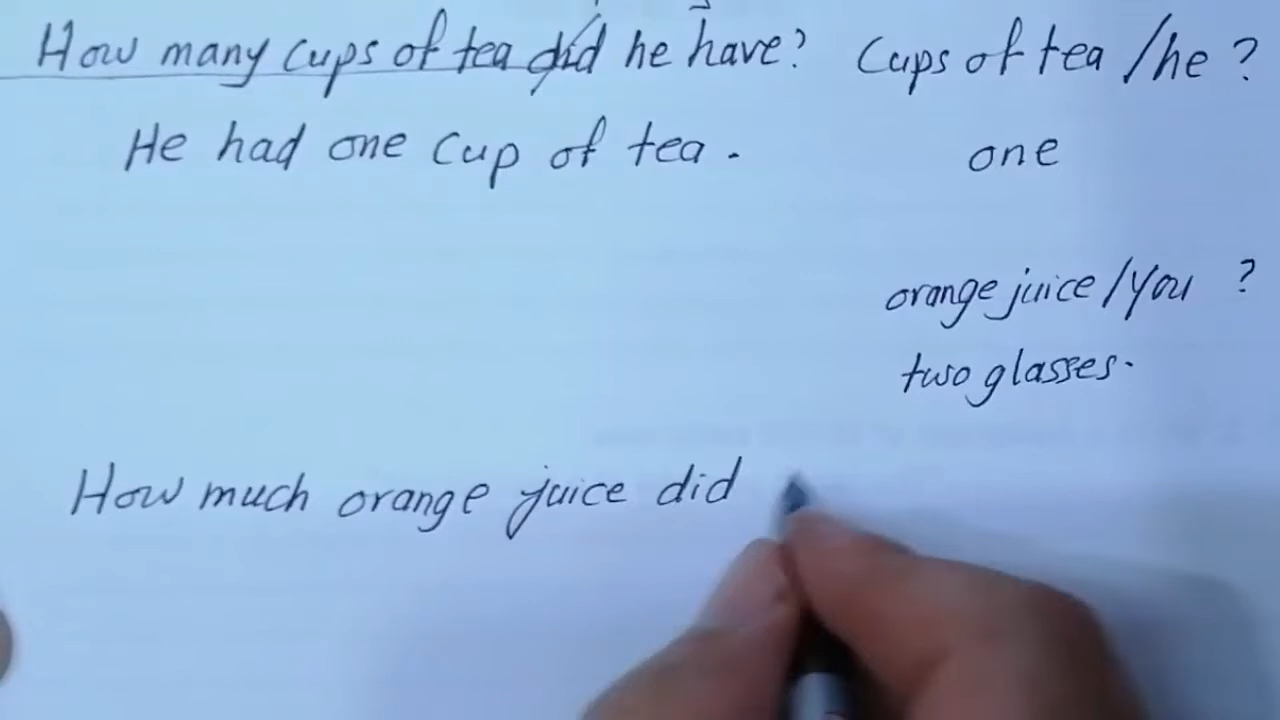 How many cups of tea did he have? Cups of tea / he ?
He had one cup of tea . one
orange juice / You ?
two glasses.
How much orange juice did